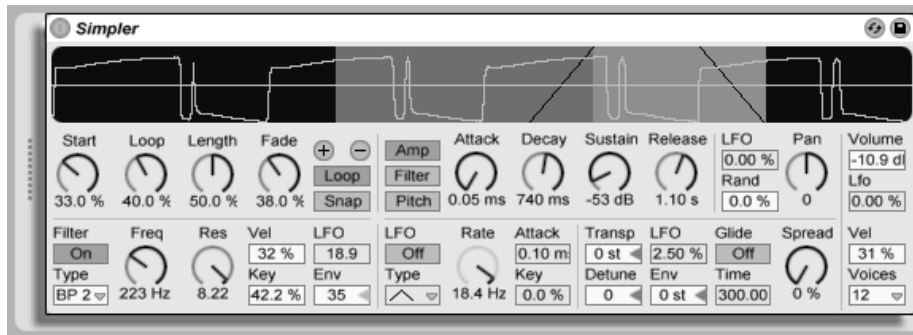 Simpler
Start Loop Length Fade Attack Decay Sustain Release LFO Pan Volume
Amp 0.00 % -10.9 dl
Loop Filter Rand Lfo
33.0 % 40.0 % 50.0 % 38.0 % Snap Pitch 0.05 ms 740 ms -53 dB 1.10 s 0.0 % 0 0.00 %
Filter Freq Res Vel LFO LFO Rate Attack Transp LFO Glide Spread Vel
On 32 % 18.9 Off 0.10 m 0 st 2.50 % Off 31 %
Type Key Env Type Key Detune Env Time Voices
BP 2 223 Hz 8.22 42.2 % 35 18.4 Hz 0.0 % 0 0 st 300.00 0 % 12